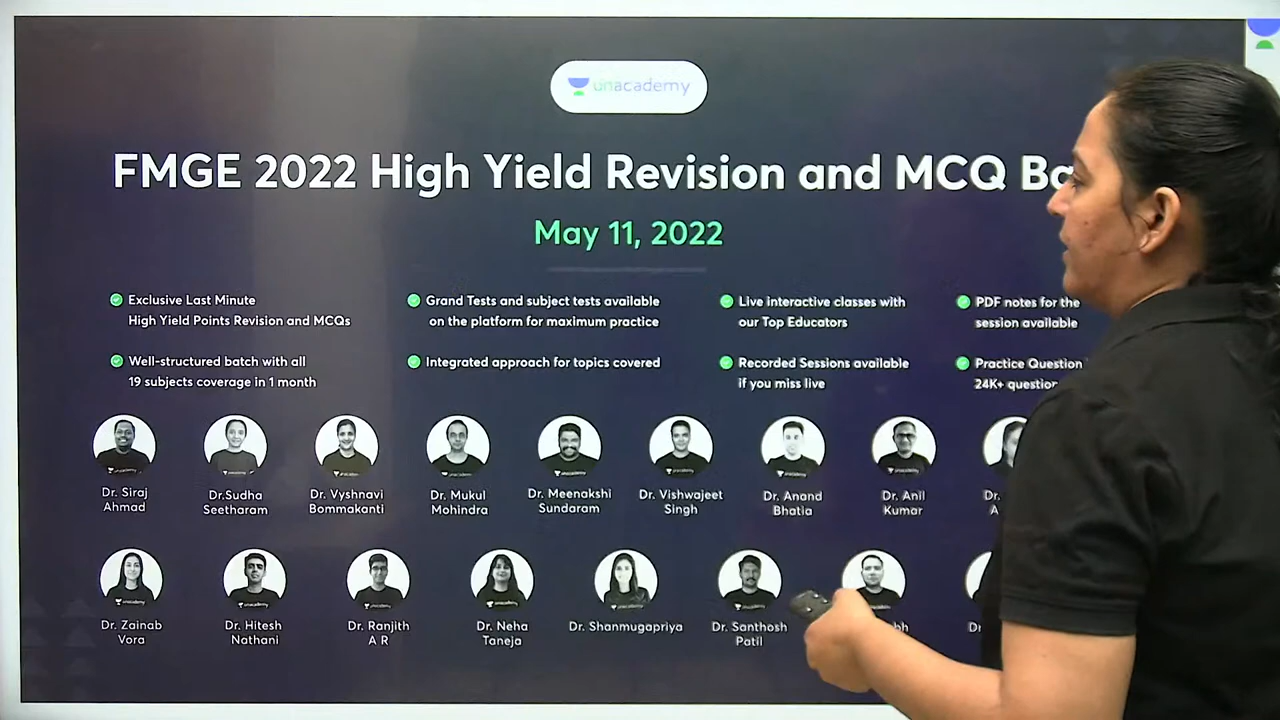 unacademy
FMGE 2022 High Yield Revision and MCQ
May 11, 2022
Exclusive Last Minute
High Yield Points Revision and MCQs
Grand Tests and subject tests available
on the platform for maximum practice
Live interactive classes with
our Top Educators
PDF notes for the
session available
Well-structured batch with all
19 subjects coverage in 1 month
Integrated approach for topics covered
Recorded Sessions available
if you miss live
Practice Question
24K+
Dr. Siraj
Ahmad
Dr.Sudha
Seetharam
Dr. Vyshnavi
Bommakanti
Dr. Mukul
Mohindra
Dr. Meenakshi
Sundaram
Dr. Vishwajeet
Singh
Dr. Anand
Bhatia
Dr. Anil
Kumar
Dr.
A
Dr. Zainab
Vora
Dr. Hitesh
Nathani
Dr. Ranjith
A R
Dr. Neha
Taneja
Dr. Shanmugapriya
Dr. Santhosh
Patil